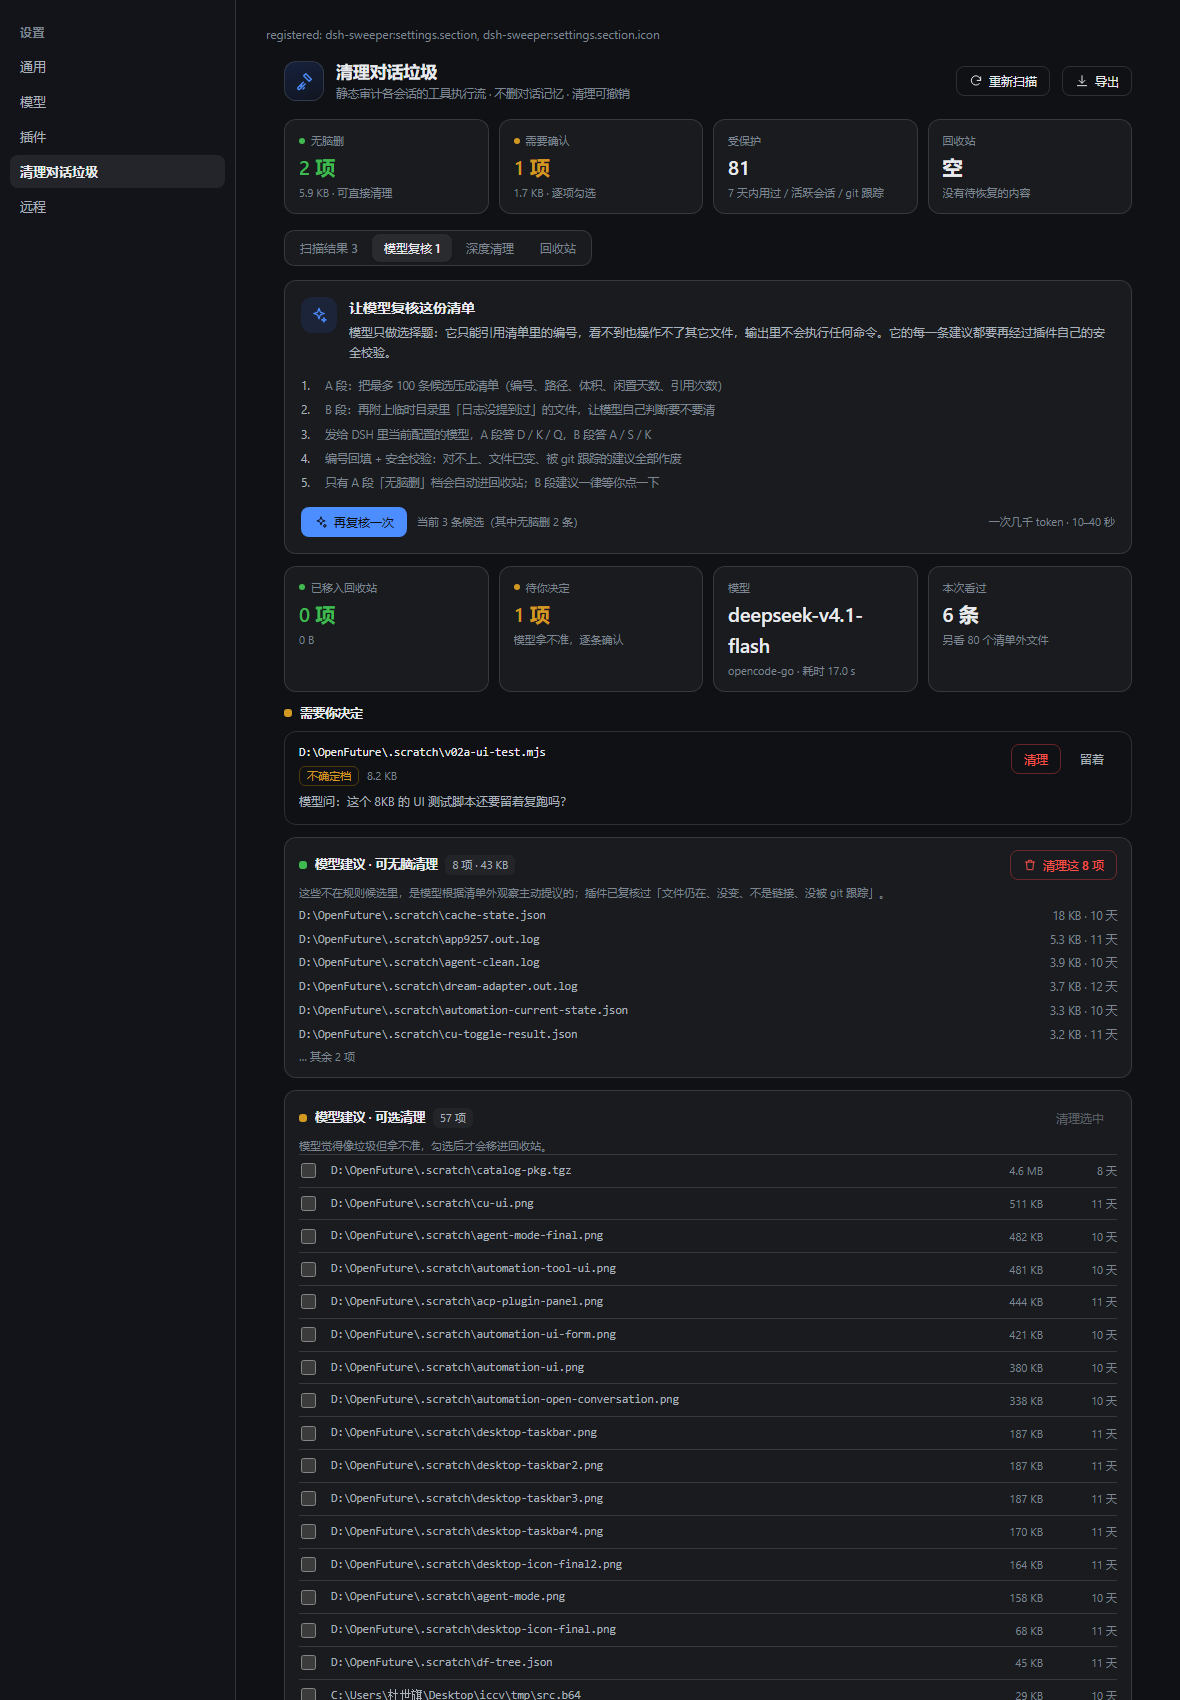 设置
通用
模型
插件
清理对话垃圾
远程
registered: dsh-sweeper:settings.section, dsh-sweeper:settings.section.icon
清理对话垃圾
静态审计各会话的工具执行流 · 不删对话记忆 · 清理可撤销
重新扫描
导出
无脑删
2 项
5.9 KB · 可直接清理
需要确认
1 项
1.7 KB · 逐项勾选
受保护
81
7 天内用过 / 活跃会话 / git 跟踪
回收站
空
没有待恢复的内容
扫描结果 3
模型复核 1
深度清理
回收站
让模型复核这份清单
模型只做选择题：它只能引用清单里的编号，看不到也操作不了其它文件，输出里不会执行任何命令。它的每一条建议都要再经过插件自己的安
全校验。
1. A 段：把最多 100 条候选压成清单（编号、路径、体积、闲置天数、引用次数）
2. B 段：再附上临时目录里「日志没提到过」的文件，让模型自己判断要不要清
3. 发给 DSH 里当前配置的模型，A 段答 D / K / Q，B 段答 A / S / K
4. 编号回填 + 安全校验：对不上、文件已变、被 git 跟踪的建议全部作废
5. 只有 A 段「无脑删」档会自动进回收站；B 段建议一律等你点一下
再复核一次
当前 3 条候选（其中无脑删 2 条）
一次几千 token · 10–40 秒
已移入回收站
0 项
0 B
待你决定
1 项
模型拿不准，逐条确认
模型
deepseek-v4.1-
flash
opencode-go · 耗时 17.0 s
本次看过
6 条
另看 80 个清单外文件
需要你决定
D:\OpenFuture\.scratch\v02a-ui-test.mjs
不确定档 8.2 KB
模型问：这个 8KB 的 UI 测试脚本还要留着复跑吗？
清理
留着
模型建议 · 可无脑清理 8 项 · 43 KB
清理这 8 项
这些不在规则候选里，是模型根据清单外观察主动提议的；插件已复核过「文件仍在、没变、不是链接、没被 git 跟踪」。
D:\OpenFuture\.scratch\cache-state.json 18 KB · 10 天
D:\OpenFuture\.scratch\app9257.out.log 5.3 KB · 11 天
D:\OpenFuture\.scratch\agent-clean.log 3.9 KB · 10 天
D:\OpenFuture\.scratch\dream-adapter.out.log 3.7 KB · 12 天
D:\OpenFuture\.scratch\automation-current-state.json 3.3 KB · 10 天
D:\OpenFuture\.scratch\cu-toggle-result.json 3.2 KB · 11 天
... 其余 2 项
模型建议 · 可选清理 57 项
清理选中
模型觉得像垃圾但拿不准，勾选后才会移进回收站。
D:\OpenFuture\.scratch\catalog-pkg.tgz 4.6 MB 8 天
D:\OpenFuture\.scratch\cu-ui.png 511 KB 11 天
D:\OpenFuture\.scratch\agent-mode-final.png 482 KB 10 天
D:\OpenFuture\.scratch\automation-tool-ui.png 481 KB 10 天
D:\OpenFuture\.scratch\acp-plugin-panel.png 444 KB 11 天
D:\OpenFuture\.scratch\automation-ui-form.png 421 KB 10 天
D:\OpenFuture\.scratch\automation-ui.png 380 KB 10 天
D:\OpenFuture\.scratch\automation-open-conversation.png 338 KB 10 天
D:\OpenFuture\.scratch\desktop-taskbar.png 187 KB 11 天
D:\OpenFuture\.scratch\desktop-taskbar2.png 187 KB 11 天
D:\OpenFuture\.scratch\desktop-taskbar3.png 187 KB 11 天
D:\OpenFuture\.scratch\desktop-taskbar4.png 170 KB 11 天
D:\OpenFuture\.scratch\desktop-icon-final2.png 164 KB 11 天
D:\OpenFuture\.scratch\agent-mode.png 158 KB 10 天
D:\OpenFuture\.scratch\desktop-icon-final.png 68 KB 11 天
D:\OpenFuture\.scratch\df-tree.json 45 KB 11 天
C:\Users\杜世旗\Desktop\iccv\tmp\src.b64 29 KB 10 天